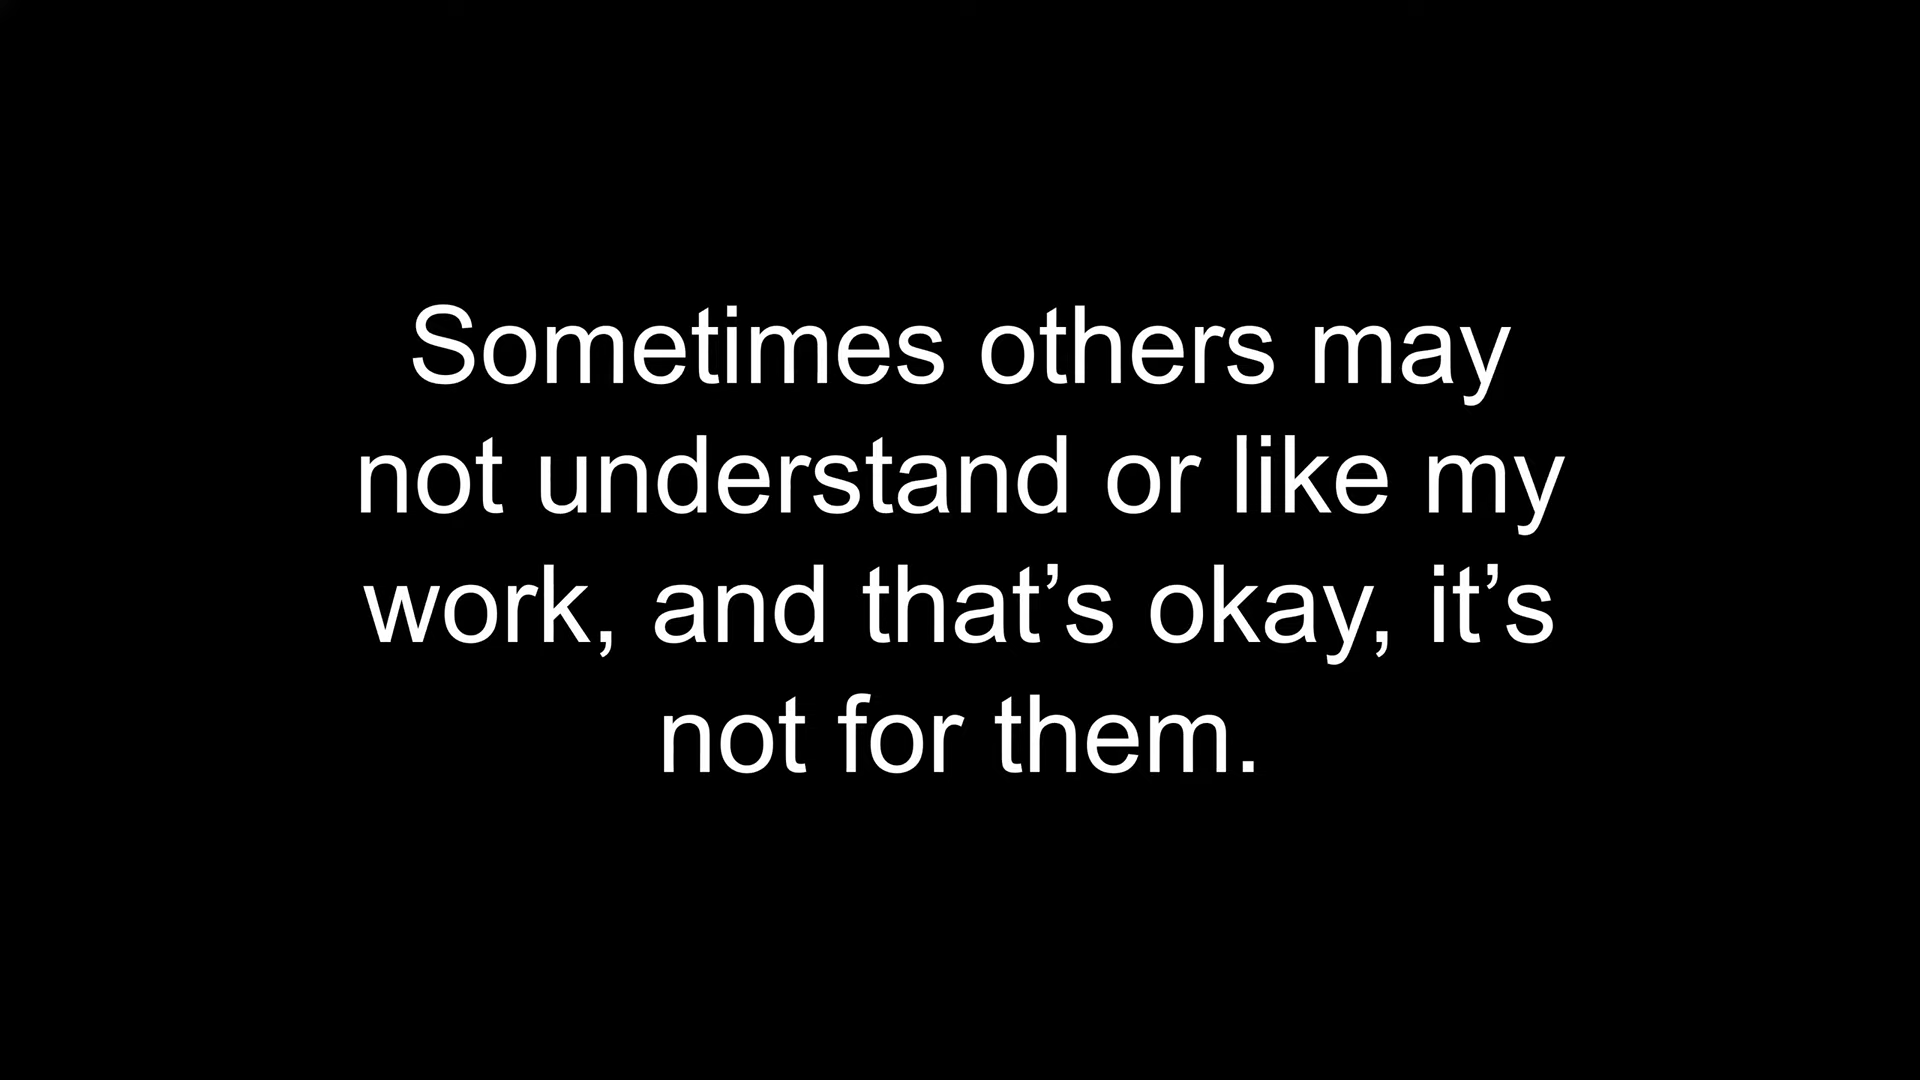 Sometimes others may
not understand or like my
work, and that’s okay, it’s
not for them.